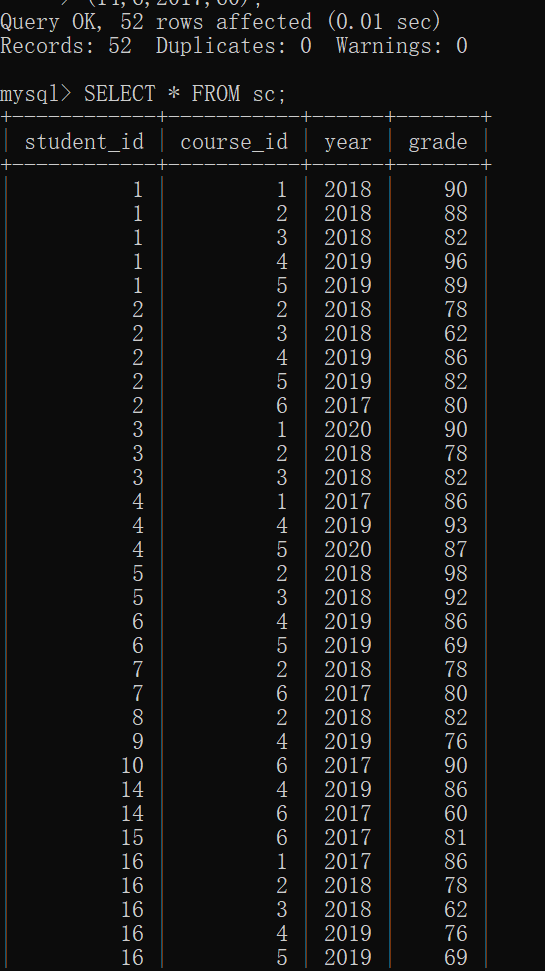 > (14,6,2017,60);
Query OK, 52 rows affected (0.01 sec)
Records: 52  Duplicates: 0  Warnings: 0
mysql> SELECT * FROM sc;
+------------+-----------+------+-------+
| student_id | course_id | year | grade |
+------------+-----------+------+-------+
|          1 |         1 | 2018 |    90 |
|          1 |         2 | 2018 |    88 |
|          1 |         3 | 2018 |    82 |
|          1 |         4 | 2019 |    96 |
|          1 |         5 | 2019 |    89 |
|          2 |         2 | 2018 |    78 |
|          2 |         3 | 2018 |    62 |
|          2 |         4 | 2019 |    86 |
|          2 |         5 | 2019 |    82 |
|          2 |         6 | 2017 |    80 |
|          3 |         1 | 2020 |    90 |
|          3 |         2 | 2018 |    78 |
|          3 |         3 | 2018 |    82 |
|          4 |         1 | 2017 |    86 |
|          4 |         4 | 2019 |    93 |
|          4 |         5 | 2020 |    87 |
|          5 |         2 | 2018 |    98 |
|          5 |         3 | 2018 |    92 |
|          6 |         4 | 2019 |    86 |
|          6 |         5 | 2019 |    69 |
|          7 |         2 | 2018 |    78 |
|          7 |         6 | 2017 |    80 |
|          8 |         2 | 2018 |    82 |
|          9 |         4 | 2019 |    76 |
|         10 |         6 | 2017 |    90 |
|         14 |         4 | 2019 |    86 |
|         14 |         6 | 2017 |    60 |
|         15 |         6 | 2017 |    81 |
|         16 |         1 | 2017 |    86 |
|         16 |         2 | 2018 |    78 |
|         16 |         3 | 2018 |    62 |
|         16 |         4 | 2019 |    76 |
|         16 |         5 | 2019 |    69 |